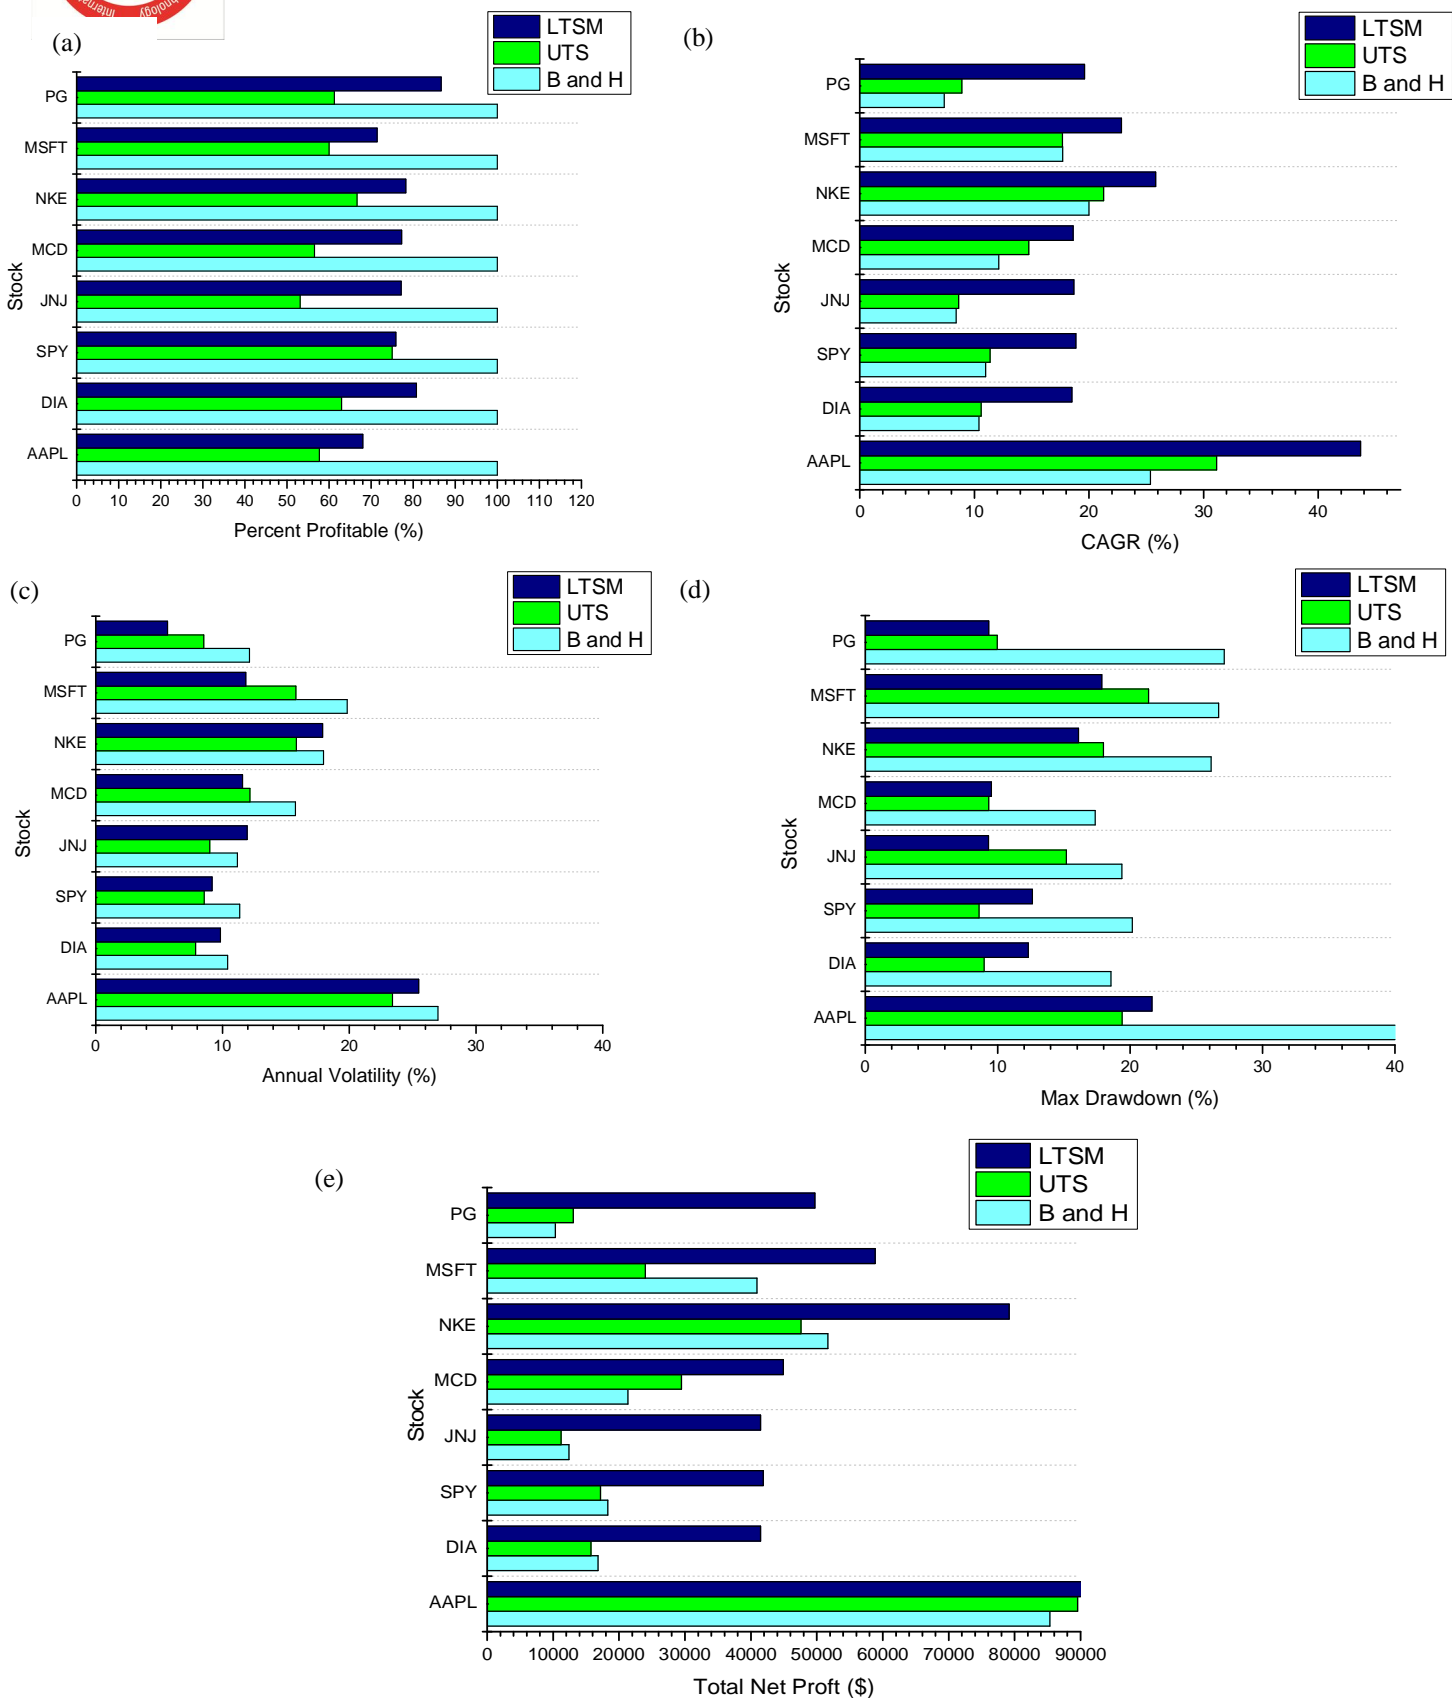 (a)
LTSM
UTS
B and H
PG
MSFT
NKE
MCD
JNJ
SPY
DIA
AAPL
Stock
0 10 20 30 40 50 60 70 80 90 100 110 120
Percent Profitable (%)
(b)
LTSM
UTS
B and H
PG
MSFT
NKE
MCD
JNJ
SPY
DIA
AAPL
Stock
0 10 20 30 40
CAGR (%)
(c)
LTSM
UTS
B and H
PG
MSFT
NKE
MCD
JNJ
SPY
DIA
AAPL
Stock
0 10 20 30 40
Annual Volatility (%)
(d)
LTSM
UTS
B and H
PG
MSFT
NKE
MCD
JNJ
SPY
DIA
AAPL
Stock
0 10 20 30 40
Max Drawdown (%)
(e)
LTSM
UTS
B and H
PG
MSFT
NKE
MCD
JNJ
SPY
DIA
AAPL
Stock
0 10000 20000 30000 40000 50000 60000 70000 80000 90000
Total Net Proft ($)